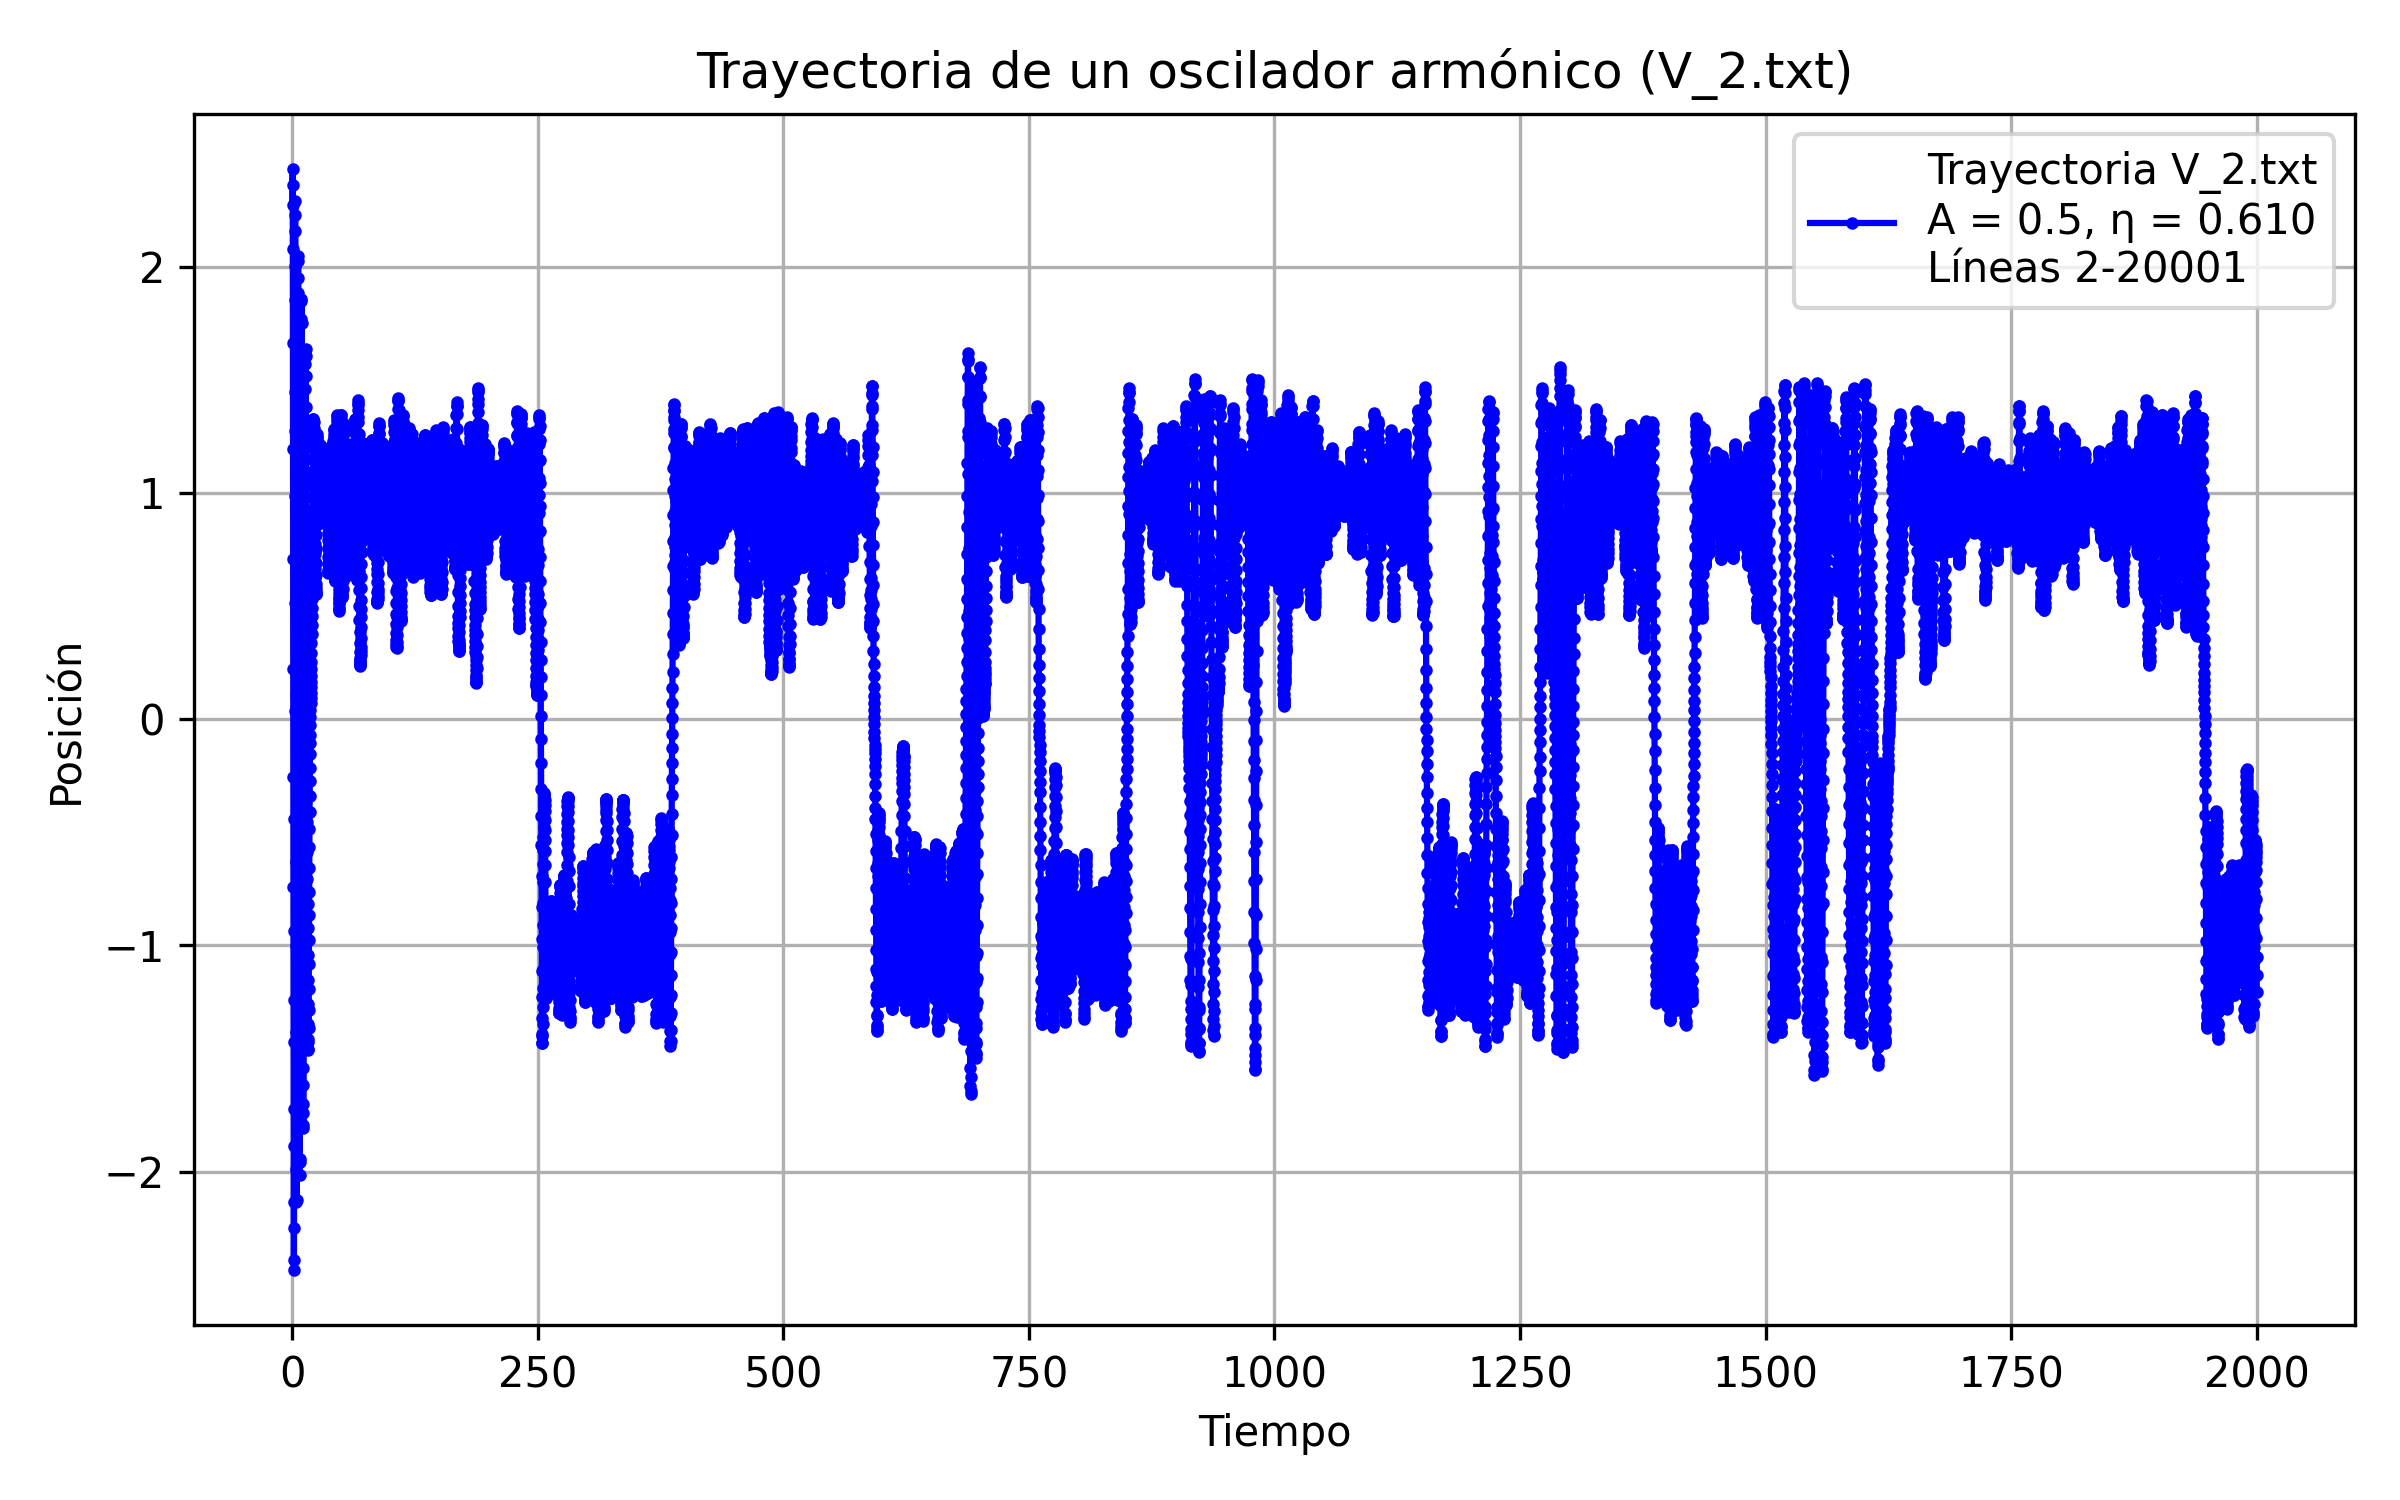 Trayectoria de un oscilador armónico (V_2.txt)
Trayectoria V_2.txt
A = 0.5, η = 0.610
Líneas 2-20001
Posición
2
1
0
−1
−2
0 250 500 750 1000 1250 1500 1750 2000
Tiempo